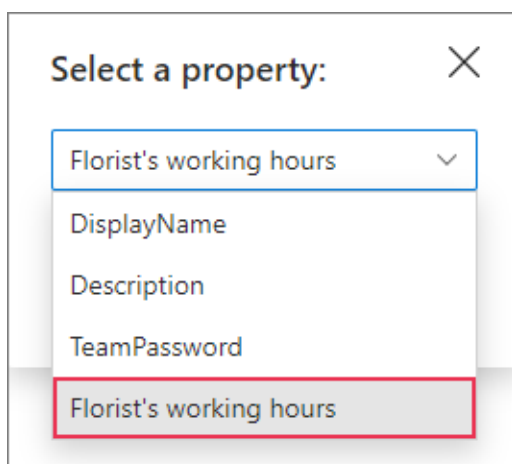 Select a property:
Florist's working hours
DisplayName
Description
TeamPassword
Florist's working hours